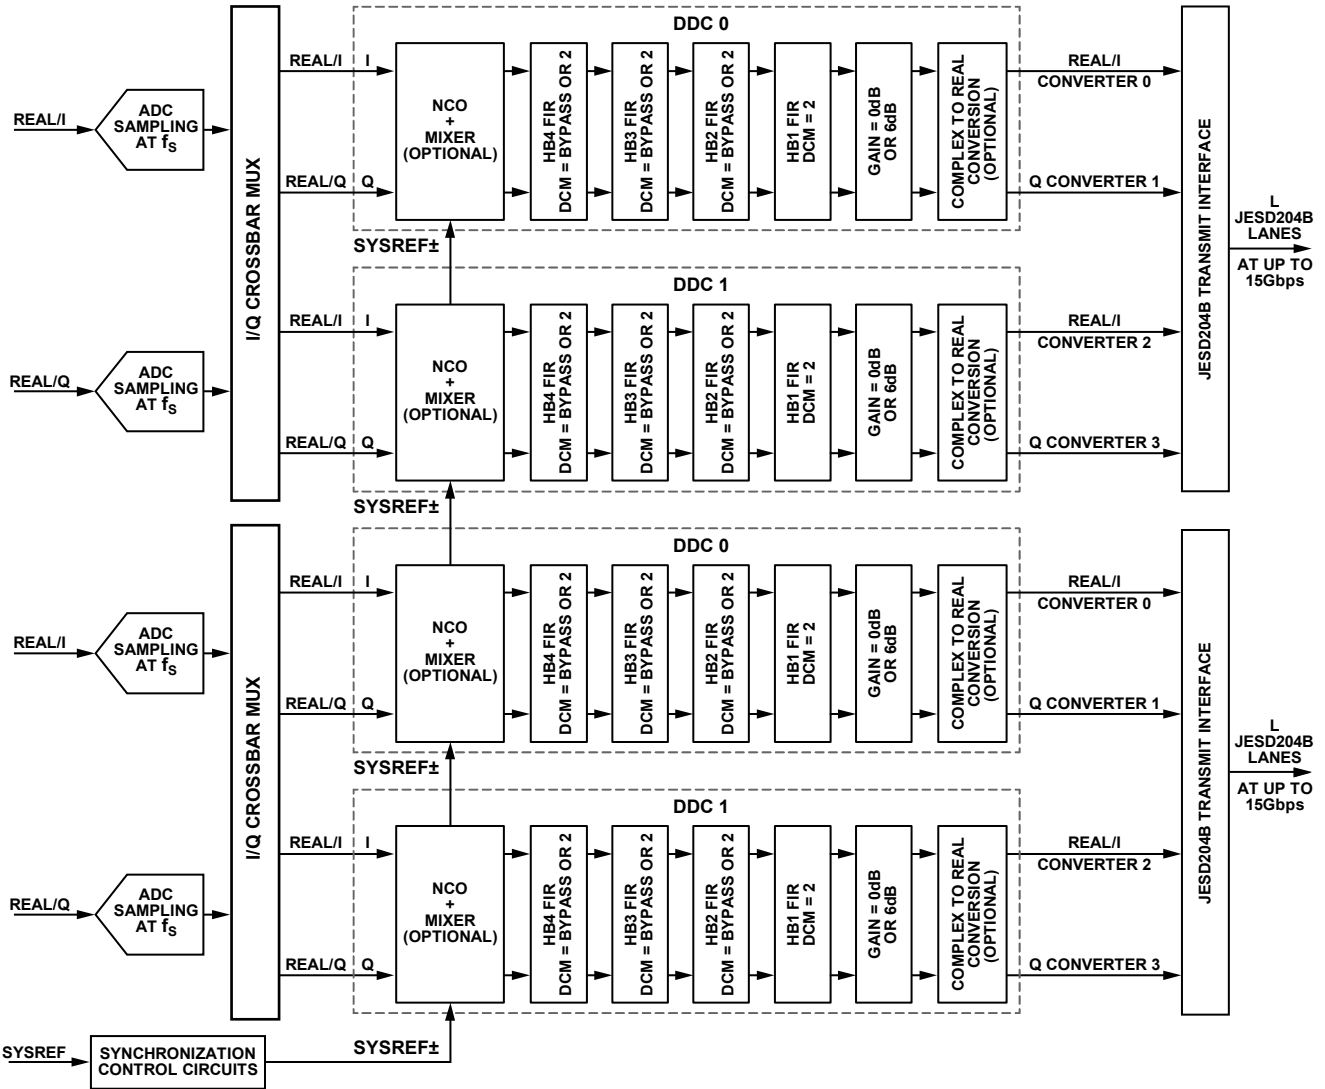 DDC 0
REAL/I
ADC
SAMPLING
AT fS
I/Q CROSSBAR MUX
REAL/I I
REAL/Q Q
NCO
+
MIXER
(OPTIONAL)
HB4 FIR
DCM = BYPASS OR 2
HB3 FIR
DCM = BYPASS OR 2
HB2 FIR
DCM = BYPASS OR 2
HB1 FIR
DCM = 2
GAIN = 0dB
OR 6dB
COMPLEX TO REAL
CONVERSION
(OPTIONAL)
REAL/I
CONVERTER 0
Q CONVERTER 1
JESD204B TRANSMIT INTERFACE
L
JESD204B
LANES
AT UP TO
15Gbps
SYSREF±
DDC 1
REAL/Q
ADC
SAMPLING
AT fS
REAL/I I
REAL/Q Q
NCO
+
MIXER
(OPTIONAL)
HB4 FIR
DCM = BYPASS OR 2
HB3 FIR
DCM = BYPASS OR 2
HB2 FIR
DCM = BYPASS OR 2
HB1 FIR
DCM = 2
GAIN = 0dB
OR 6dB
COMPLEX TO REAL
CONVERSION
(OPTIONAL)
REAL/I
CONVERTER 2
Q CONVERTER 3
SYSREF±
DDC 0
REAL/I
ADC
SAMPLING
AT fS
I/Q CROSSBAR MUX
REAL/I I
REAL/Q Q
NCO
+
MIXER
(OPTIONAL)
HB4 FIR
DCM = BYPASS OR 2
HB3 FIR
DCM = BYPASS OR 2
HB2 FIR
DCM = BYPASS OR 2
HB1 FIR
DCM = 2
GAIN = 0dB
OR 6dB
COMPLEX TO REAL
CONVERSION
(OPTIONAL)
REAL/I
CONVERTER 0
Q CONVERTER 1
JESD204B TRANSMIT INTERFACE
L
JESD204B
LANES
AT UP TO
15Gbps
SYSREF±
DDC 1
REAL/Q
ADC
SAMPLING
AT fS
REAL/I I
REAL/Q Q
NCO
+
MIXER
(OPTIONAL)
HB4 FIR
DCM = BYPASS OR 2
HB3 FIR
DCM = BYPASS OR 2
HB2 FIR
DCM = BYPASS OR 2
HB1 FIR
DCM = 2
GAIN = 0dB
OR 6dB
COMPLEX TO REAL
CONVERSION
(OPTIONAL)
REAL/I
CONVERTER 2
Q CONVERTER 3
SYSREF
SYNCHRONIZATION
CONTROL CIRCUITS
SYSREF±